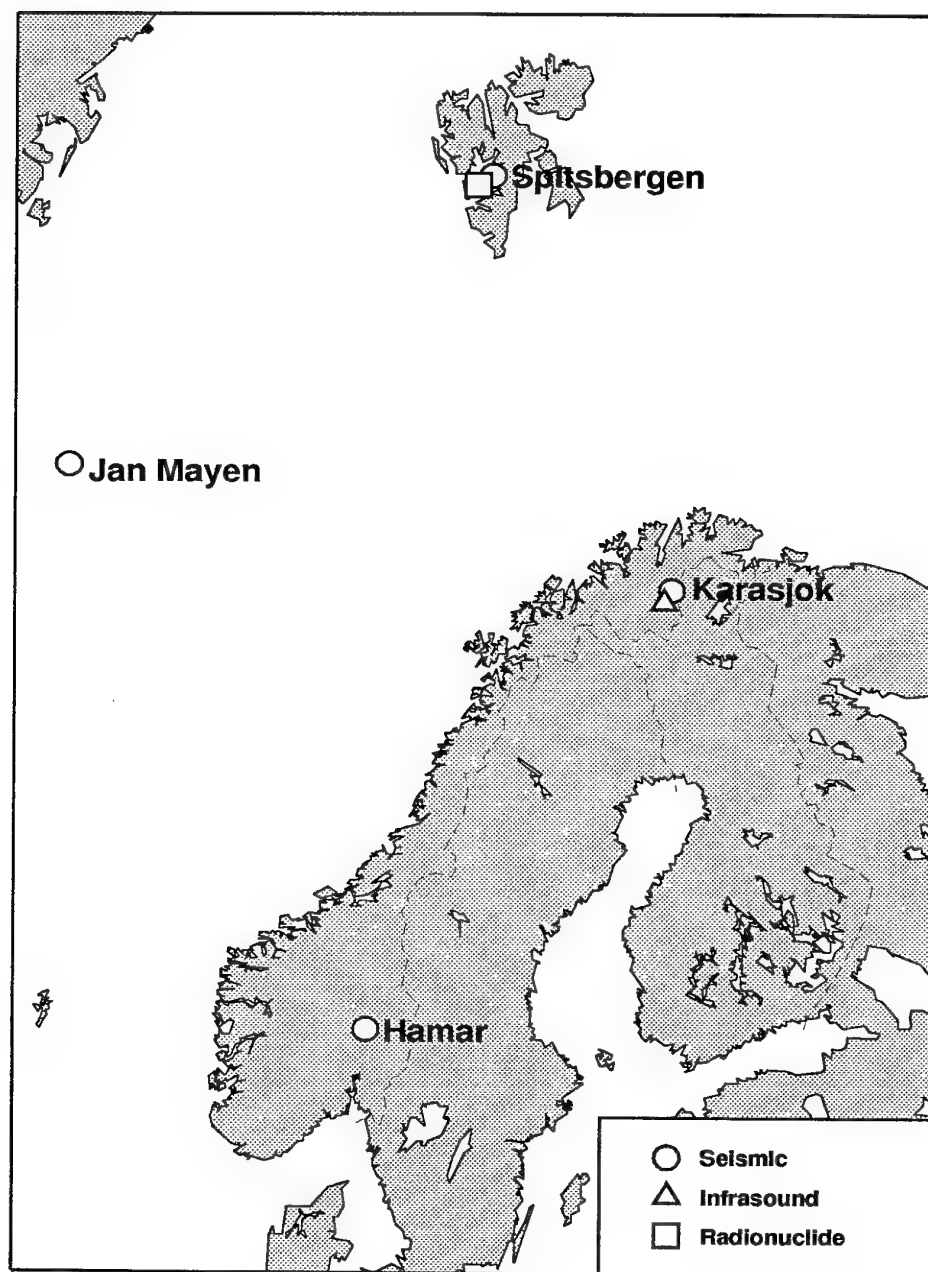 Spitsbergen
Jan Mayen
Karasjok
Hamar
Seismic
Infrasound
Radionuclide